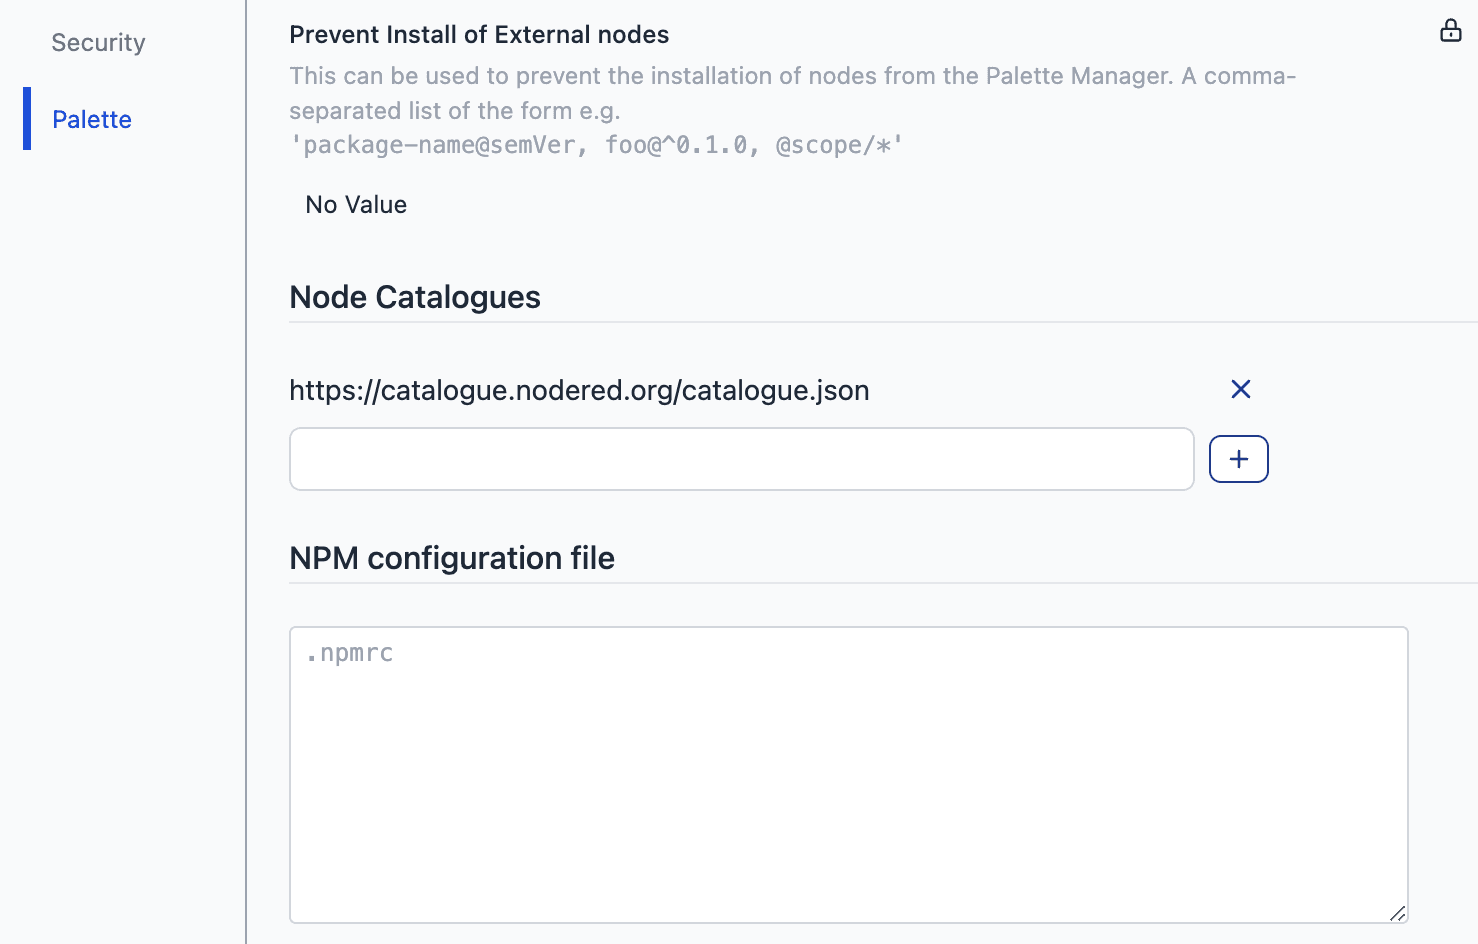 Security
Palette
Prevent Install of External nodes
This can be used to prevent the installation of nodes from the Palette Manager. A comma-
separated list of the form e.g.
'package-name@semVer, foo@^0.1.0, @scope/*'
No Value
Node Catalogues
https://catalogue.nodered.org/catalogue.json
NPM configuration file
.npmrc